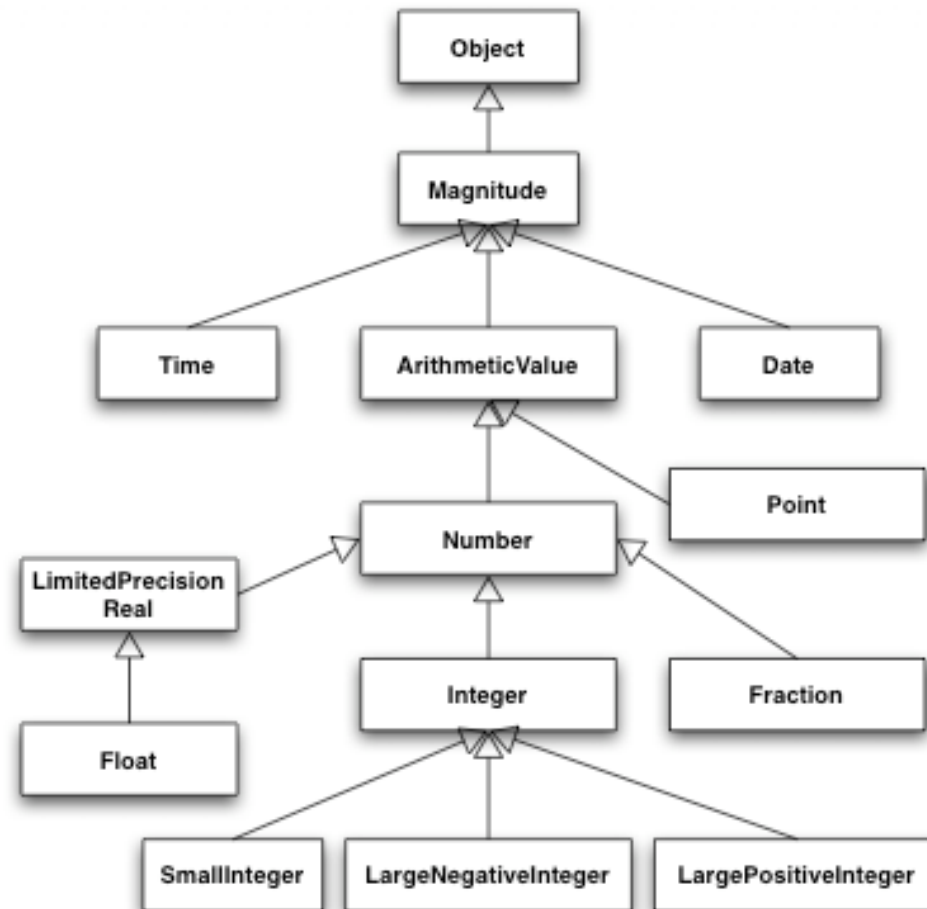 Object
Magnitude
Time
ArithmeticValue
Date
Point
Number
LimitedPrecision
Real
Integer
Fraction
Float
SmallInteger
LargeNegativeInteger
LargePositiveInteger